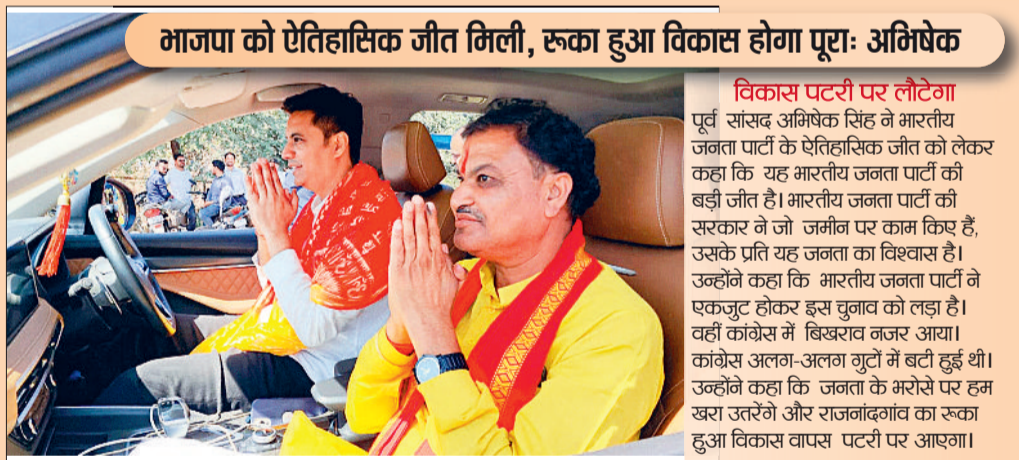 भाजपा को ऐतिहासिक जीत मिली, रूका हुआ विकास होगा पूराः अभिषेक
विकास पटरी पर लौटेगा
पूर्व सांसद अभिषेक सिंह ने भारतीय
जनता पार्टी के ऐतिहासिक जीत को लेकर
कहा कि यह भारतीय जनता पार्टी की
बड़ी जीत है। भारतीय जनता पार्टी की
सरकार ने जो जमीन पर काम किए हैं,
उसके प्रति यह जनता का विश्वास है।
उन्होंने कहा कि भारतीय जनता पार्टी ने
एकजुट होकर इस चुनाव को लड़ा है।
वहीं कांग्रेस में बिखराव नजर आया।
कांग्रेस अलग-अलग गुटों में बटी हुई थी।
उन्होंने कहा कि जनता के भरोसे पर हम
खरा उतरेंगे और राजनांदगांव का रूका
हुआ विकास वापस पटरी पर आएगा।